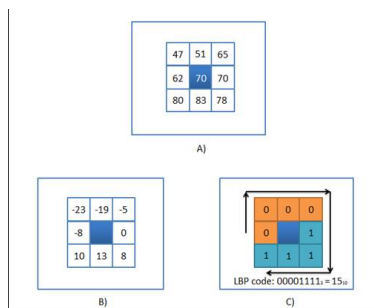 47 51 65
62 70 70
80 83 78
A)
-23 -19 -5
-8 0
10 13 8
B)
0 0 0
0 1
1 1 1
LBP code: 00001111₂ = 15₁₀
C)